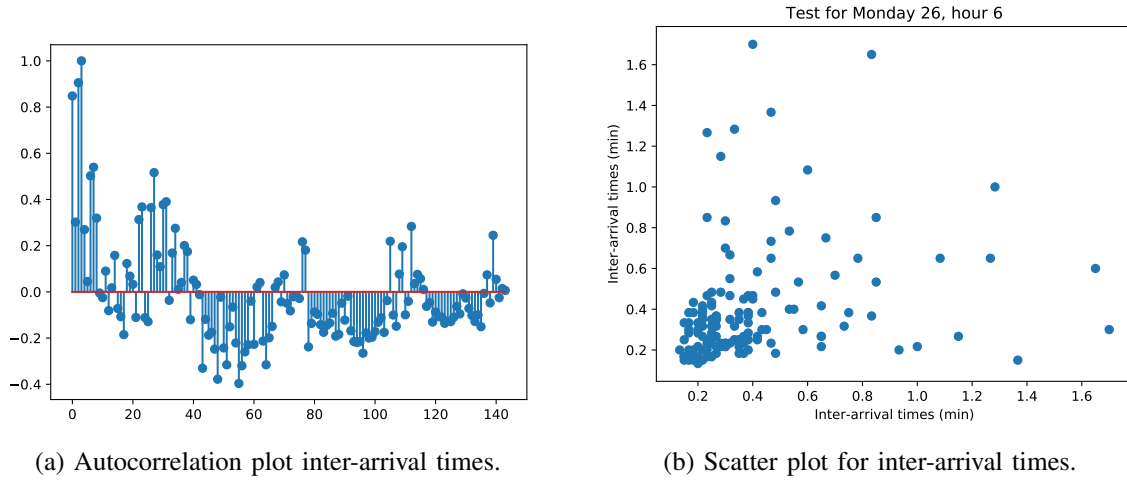 1.0
0.8
0.6
0.4
0.2
0.0
−0.2
−0.4
0 20 40 60 80 100 120 140
(a) Autocorrelation plot inter-arrival times.
Test for Monday 26, hour 6
Inter-arrival times (min)
1.6
1.4
1.2
1.0
0.8
0.6
0.4
0.2
0.2 0.4 0.6 0.8 1.0 1.2 1.4 1.6
Inter-arrival times (min)
(b) Scatter plot for inter-arrival times.